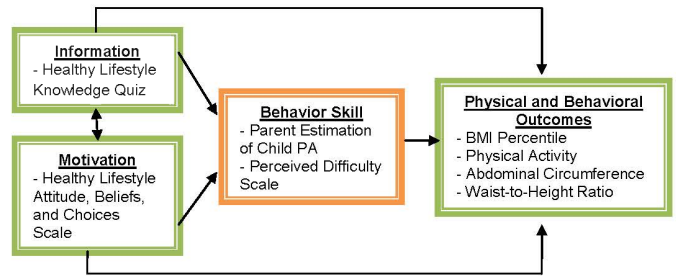 Information
- Healthy Lifestyle
Knowledge Quiz
Motivation
- Healthy Lifestyle
Attitude, Beliefs,
and Choices
Scale
Behavior Skill
- Parent Estimation
of Child PA
- Perceived Difficulty
Scale
Physical and Behavioral
Outcomes
- BMI Percentile
- Physical Activity
- Abdominal Circumference
- Waist-to-Height Ratio